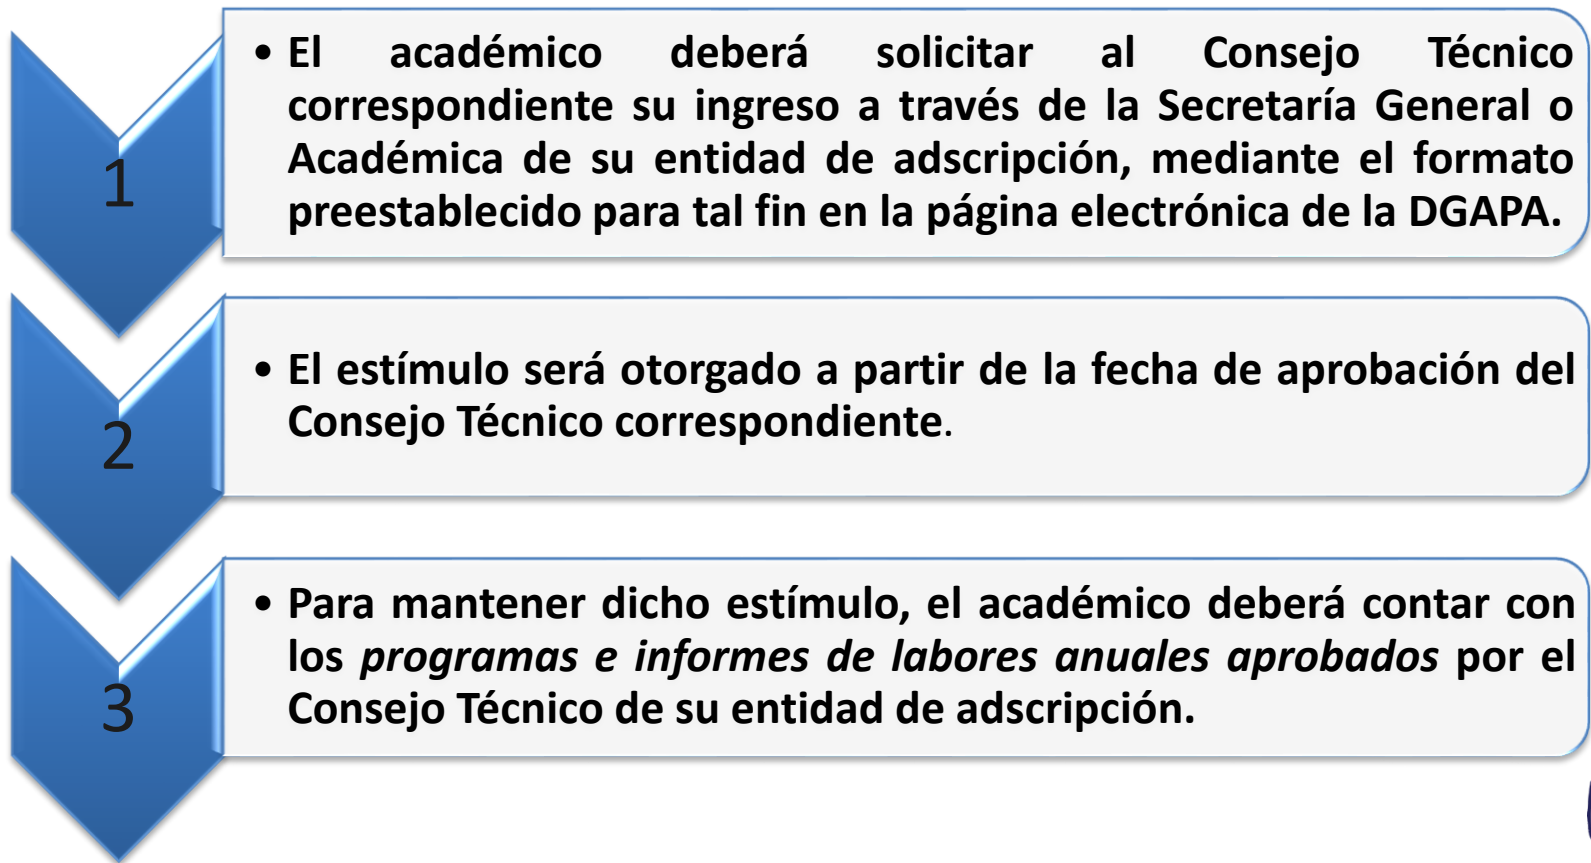 1
• El académico deberá solicitar al Consejo Técnico
correspondiente su ingreso a través de la Secretaría General o
Académica de su entidad de adscripción, mediante el formato
preestablecido para tal fin en la página electrónica de la DGAPA.
2
• El estímulo será otorgado a partir de la fecha de aprobación del
Consejo Técnico correspondiente.
3
• Para mantener dicho estímulo, el académico deberá contar con
los programas e informes de labores anuales aprobados por el
Consejo Técnico de su entidad de adscripción.